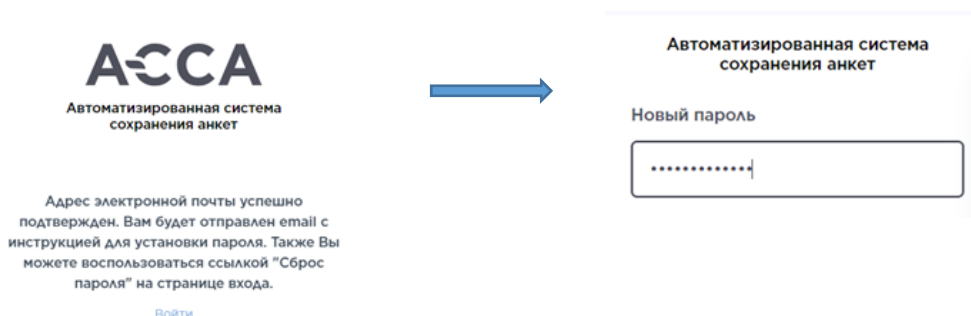 АССА
Автоматизированная система
сохранения анкет
Адрес электронной почты успешно
подтвержден. Вам будет отправлен email с
инструкцией для установки пароля. Также Вы
можете воспользоваться ссылкой "Сброс
пароля" на странице входа.
Войти
Автоматизированная система
сохранения анкет
Новый пароль
•••••••••••••